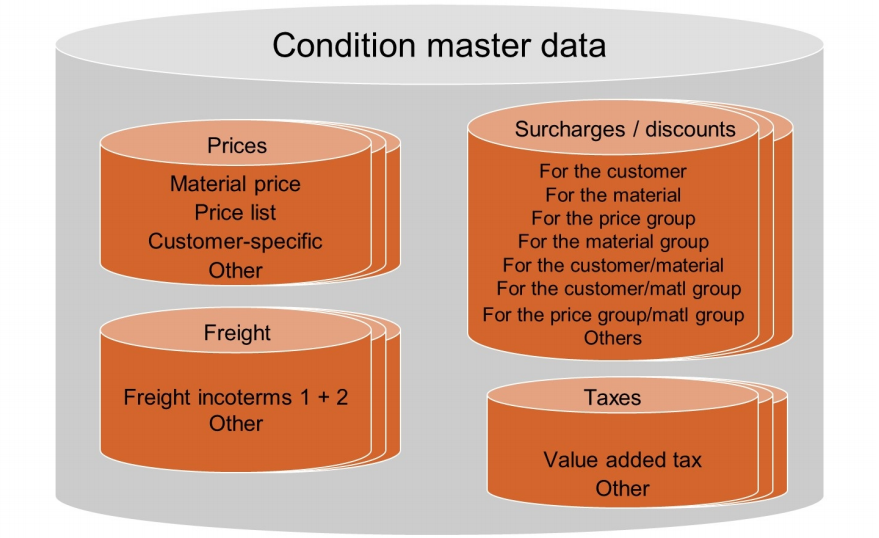 Condition master data
Prices
Material price
Price list
Customer-specific
Other
Surcharges / discounts
For the customer
For the material
For the price group
For the material group
For the customer/material
For the customer/matl group
For the price group/matl group
Others
Freight
Freight incoterms 1 + 2
Other
Taxes
Value added tax
Other